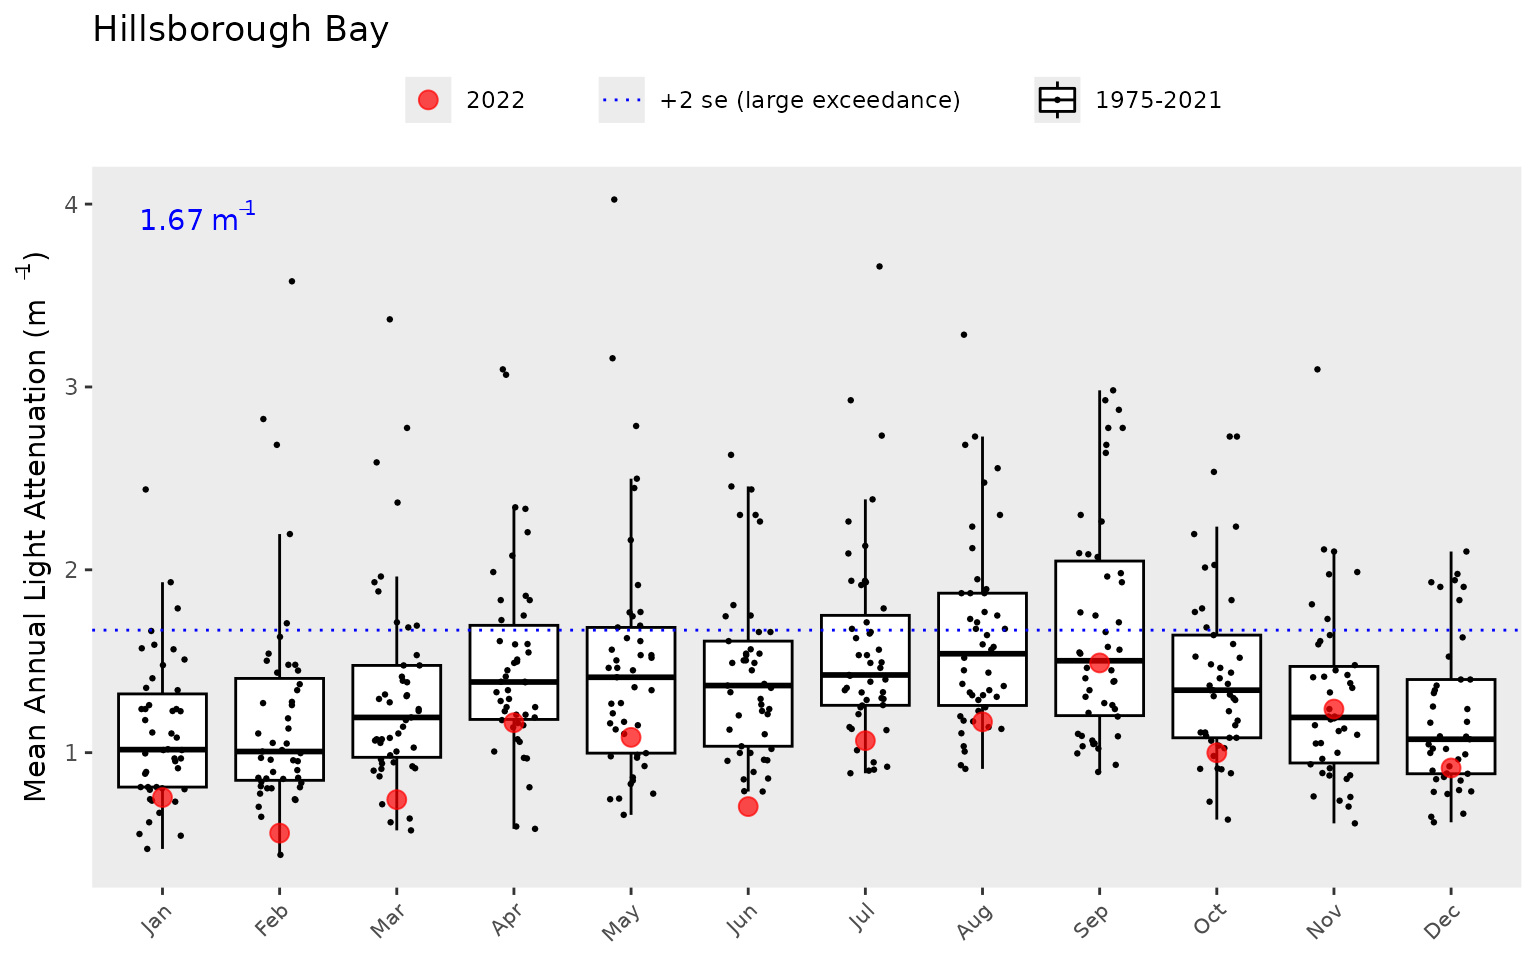 Hillsborough Bay
2022 +2 se (large exceedance) 1975-2021
Mean Annual Light Attenuation (m⁻¹)
1.67 m⁻¹
4
3
2
1
Jan Feb Mar Apr May Jun Jul Aug Sep Oct Nov Dec